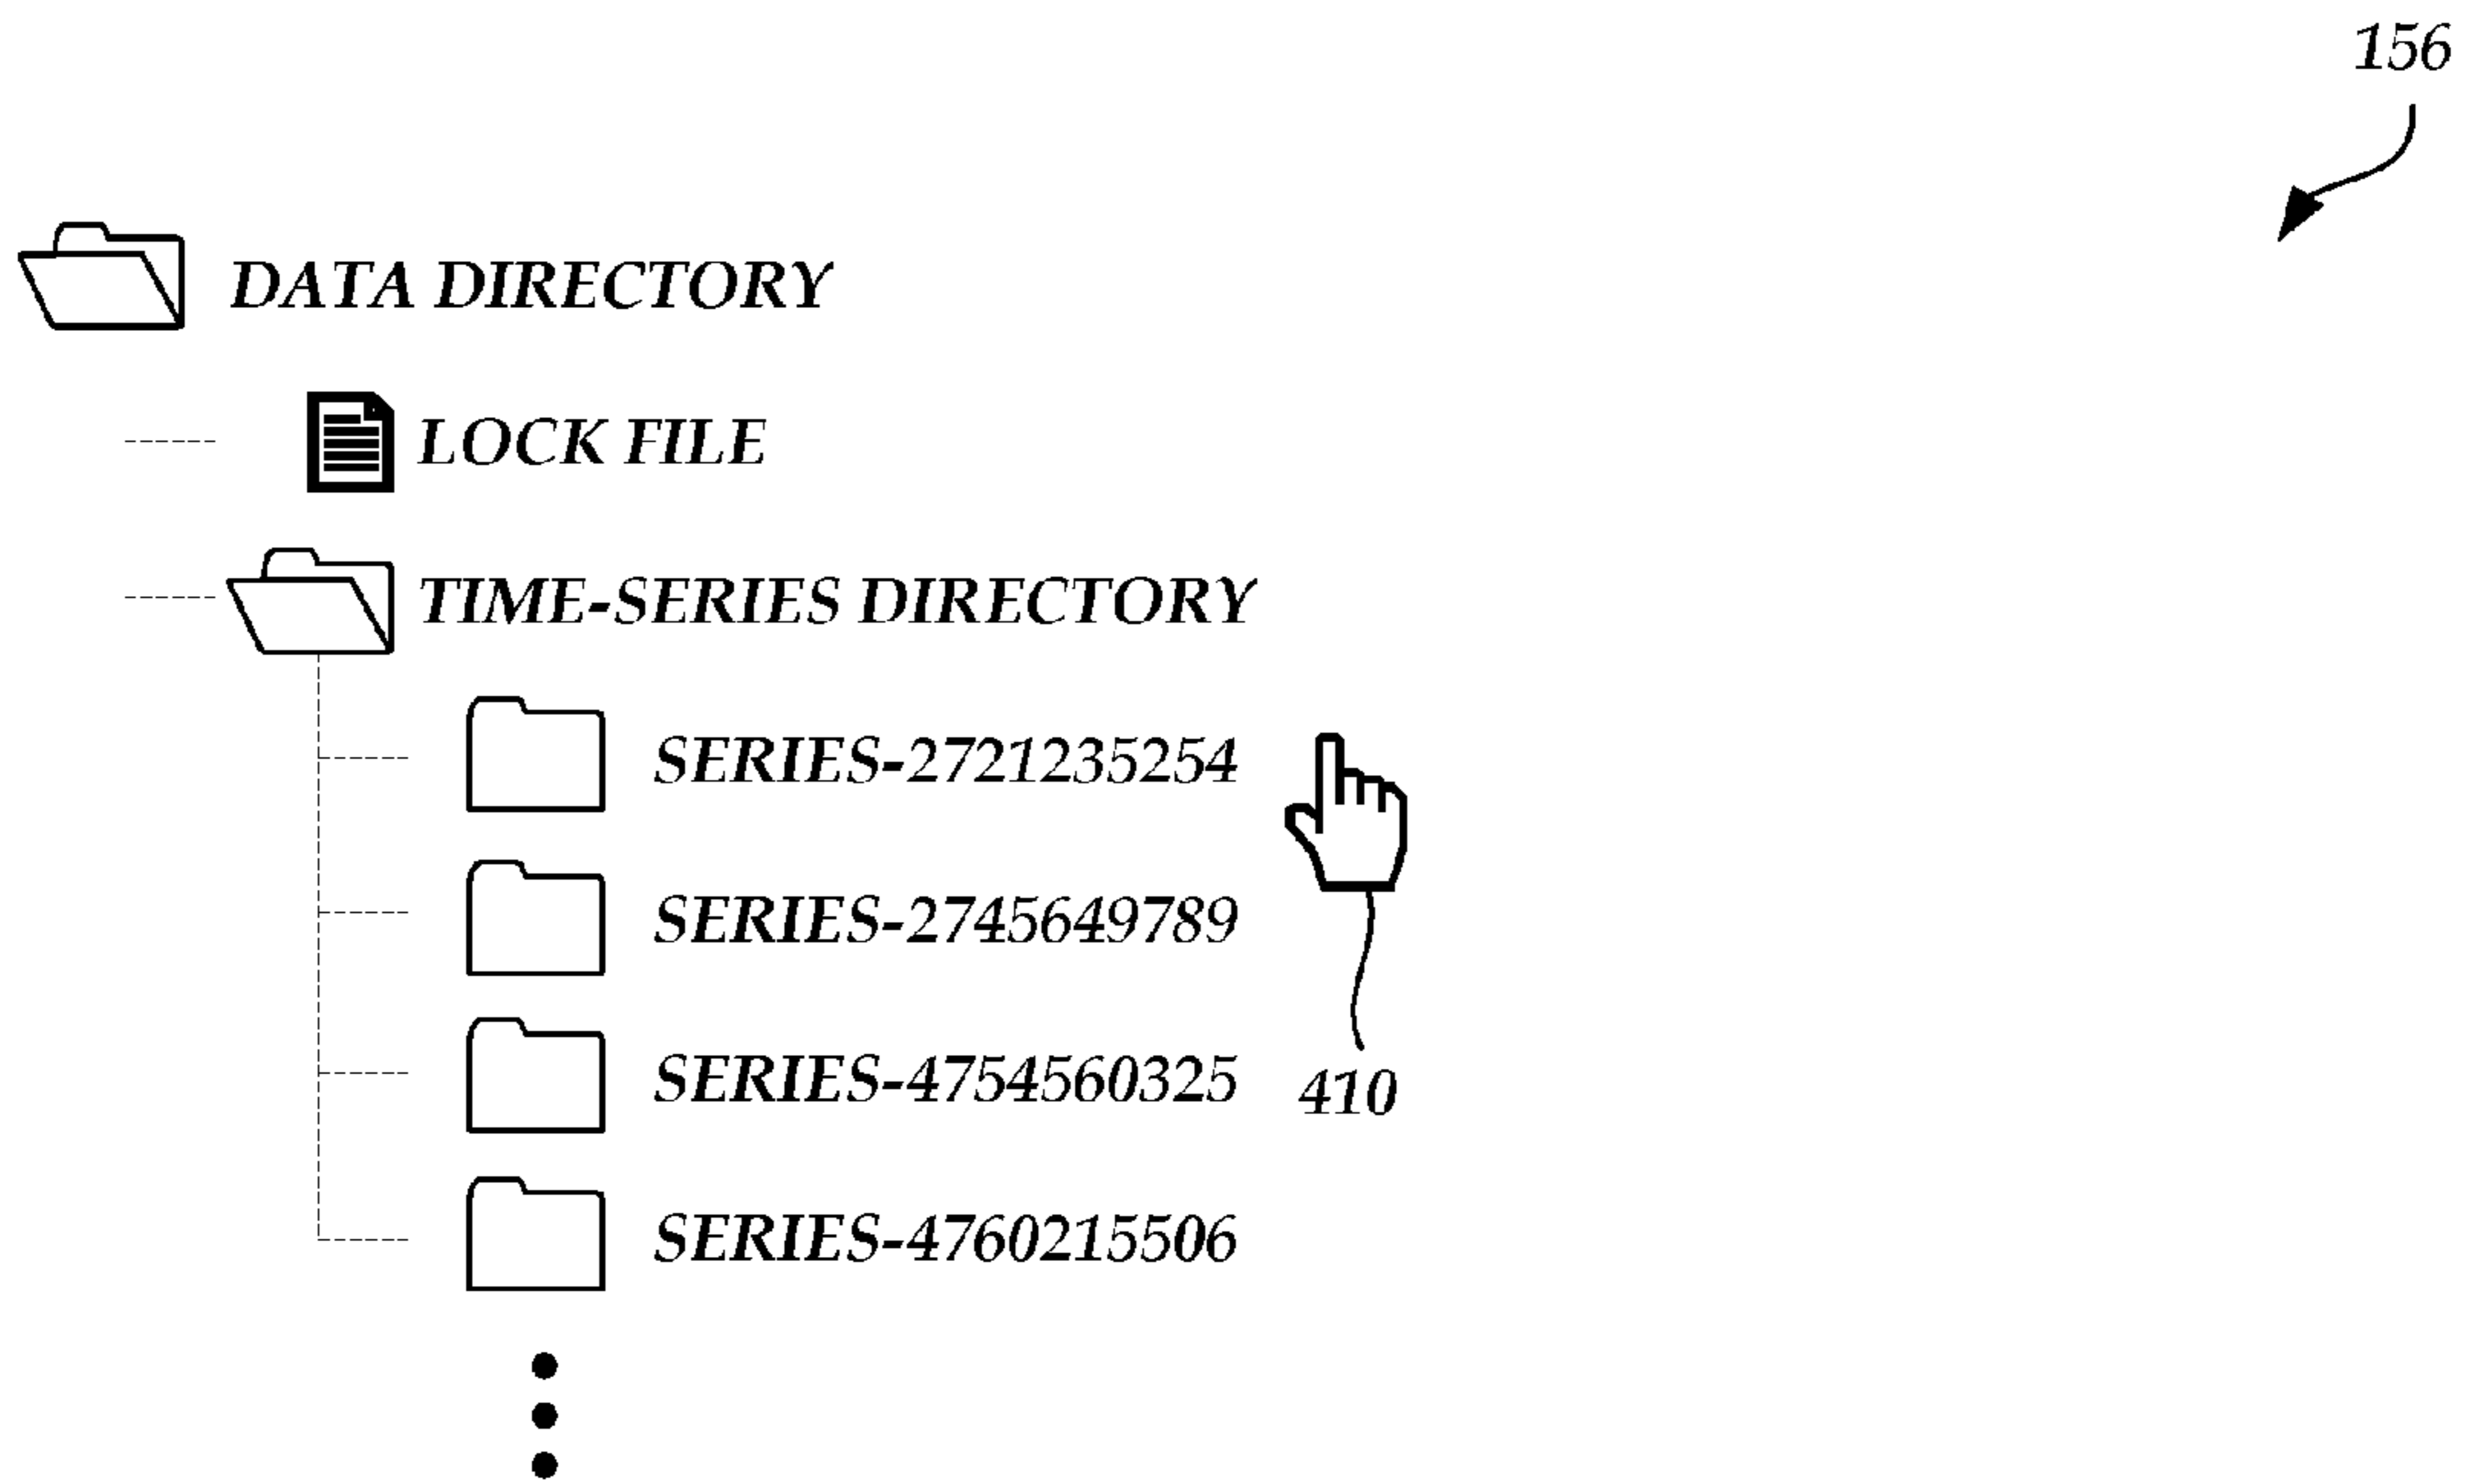 156
DATA DIRECTORY
LOCK FILE
TIME-SERIES DIRECTORY
SERIES-2721235254
SERIES-2745649789
SERIES-4754560325
410
SERIES-4760215506